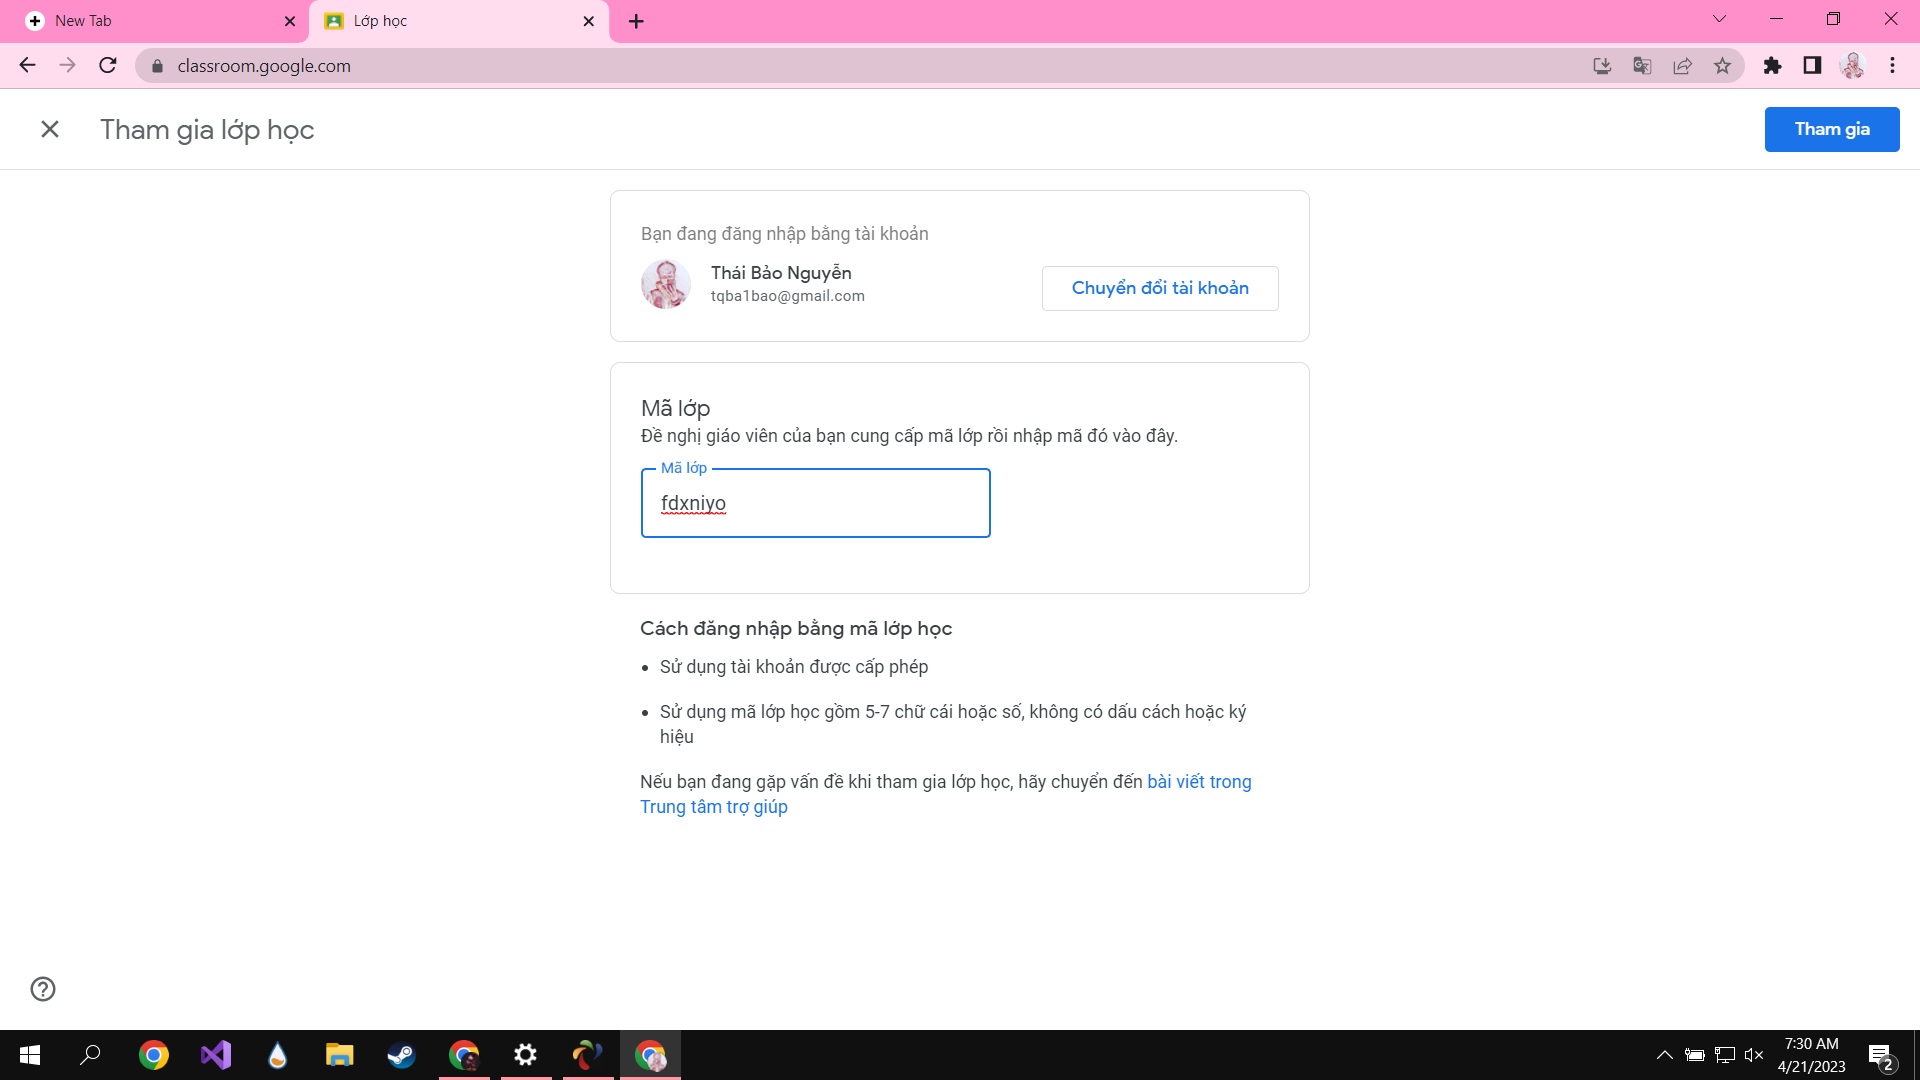 New Tab
Lớp học
classroom.google.com
Tham gia lớp học
Tham gia
Bạn đang đăng nhập bằng tài khoản
Thái Bảo Nguyễn
tqba1bao@gmail.com
Chuyển đổi tài khoản
Mã lớp
Đề nghị giáo viên của bạn cung cấp mã lớp rồi nhập mã đó vào đây.
Mã lớp
fdxniyo
Cách đăng nhập bằng mã lớp học
• Sử dụng tài khoản được cấp phép
• Sử dụng mã lớp học gồm 5-7 chữ cái hoặc số, không có dấu cách hoặc ký
hiệu
Nếu bạn đang gặp vấn đề khi tham gia lớp học, hãy chuyển đến bài viết trong
Trung tâm trợ giúp
7:30 AM
4/21/2023
2